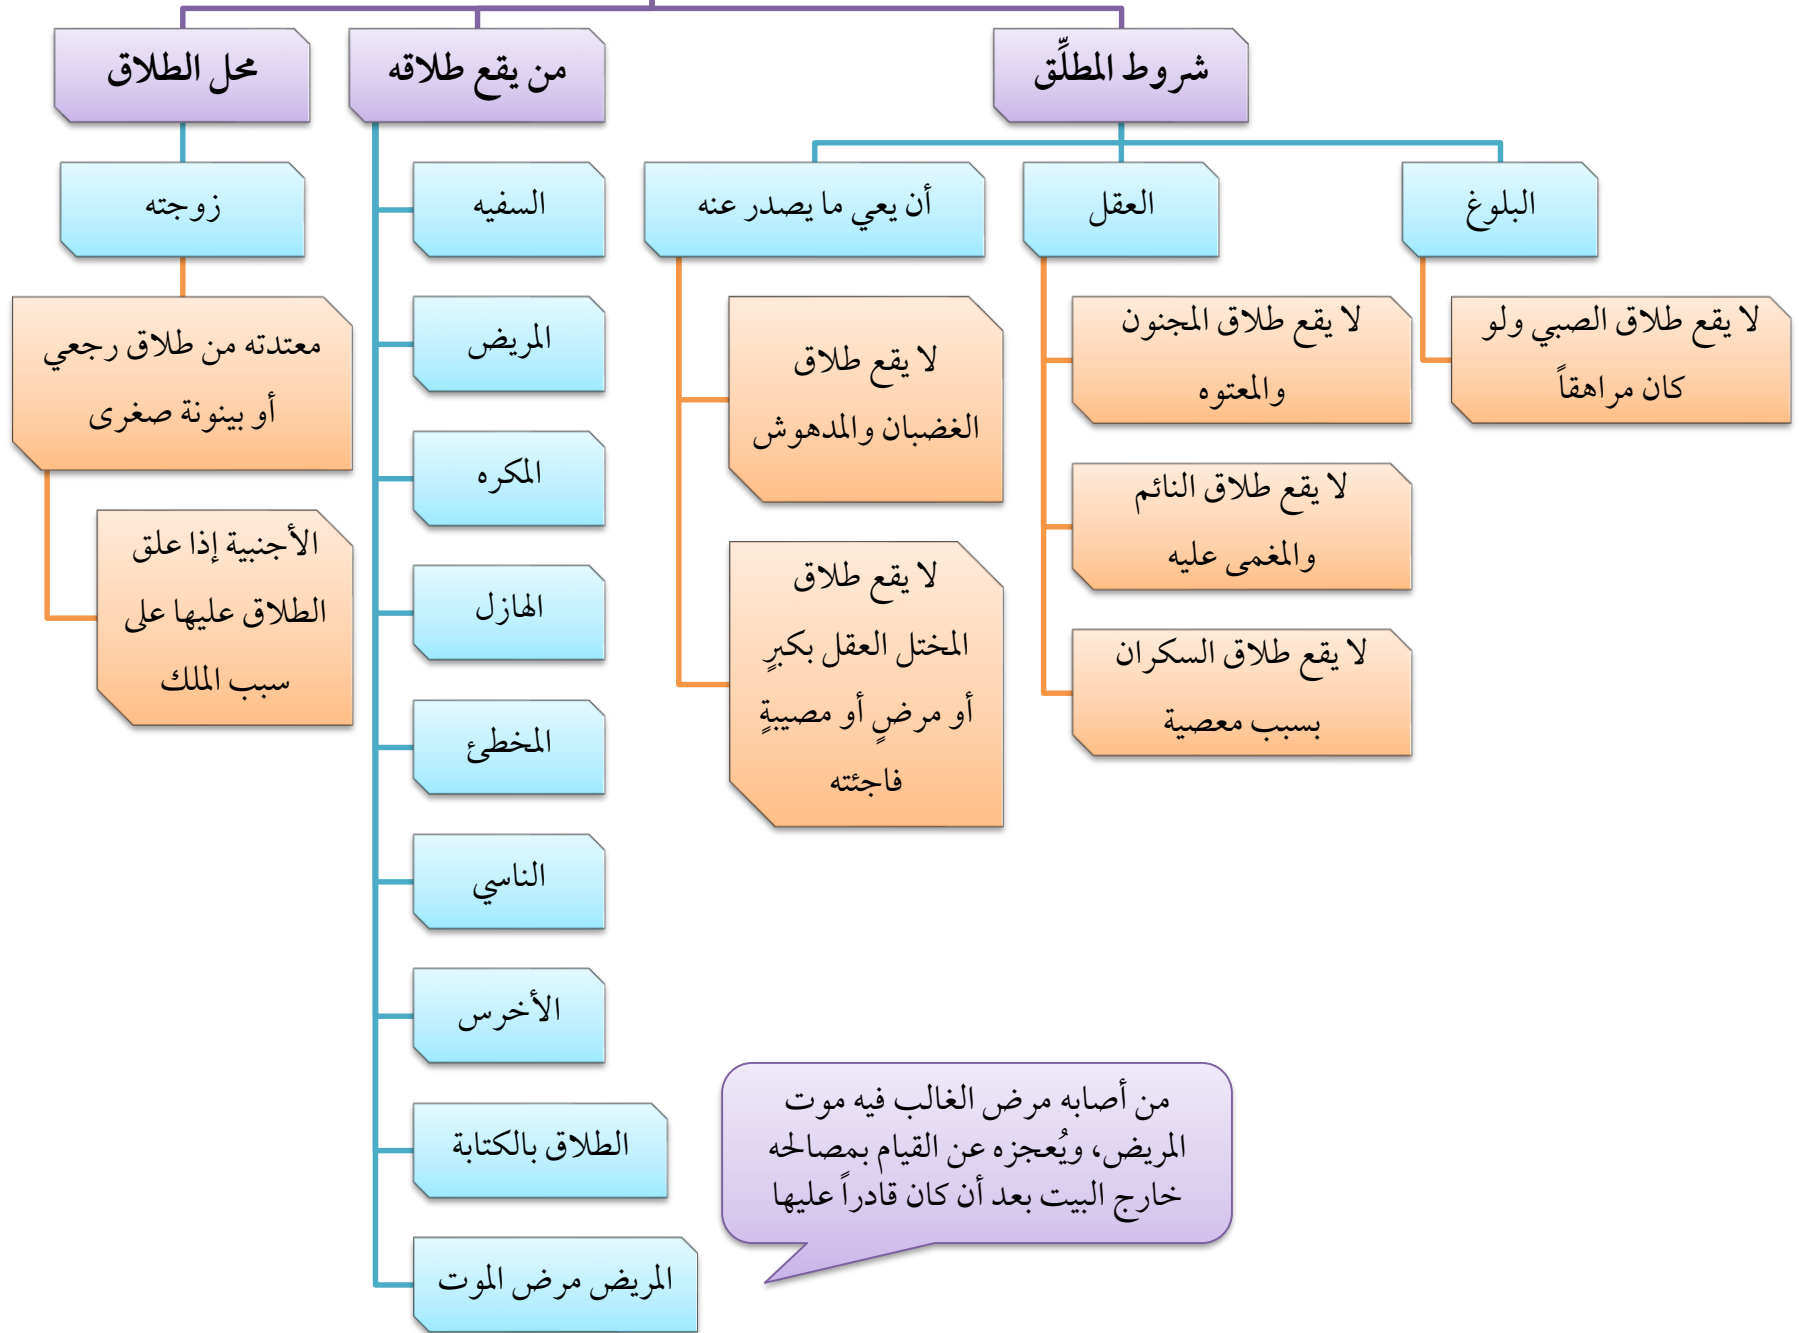 شروط المطلِّق
من يقع طلاقه
محل الطلاق
البلوغ
العقل
أن يعي ما يصدر عنه
السفيه
زوجته
لا يقع طلاق الصبي ولو
كان مراهقاً
لا يقع طلاق المجنون
والمعتوه
لا يقع طلاق النائم
والمغمى عليه
لا يقع طلاق السكران
بسبب معصية
لا يقع طلاق
الغضبان والمدهوش
لا يقع طلاق
المختل العقل بكبرٍ
أو مرضٍ أو مصيبةٍ
فاجئته
المريض
المكره
الهازل
المخطئ
الناسي
الأخرس
الطلاق بالكتابة
المريض مرض الموت
من أصابه مرض الغالب فيه موت
المريض، ويُعجزه عن القيام بمصالحه
خارج البيت بعد أن كان قادراً عليها
معتدته من طلاق رجعي
أو بينونة صغرى
الأجنبية إذا علق
الطلاق عليها على
سبب الملك